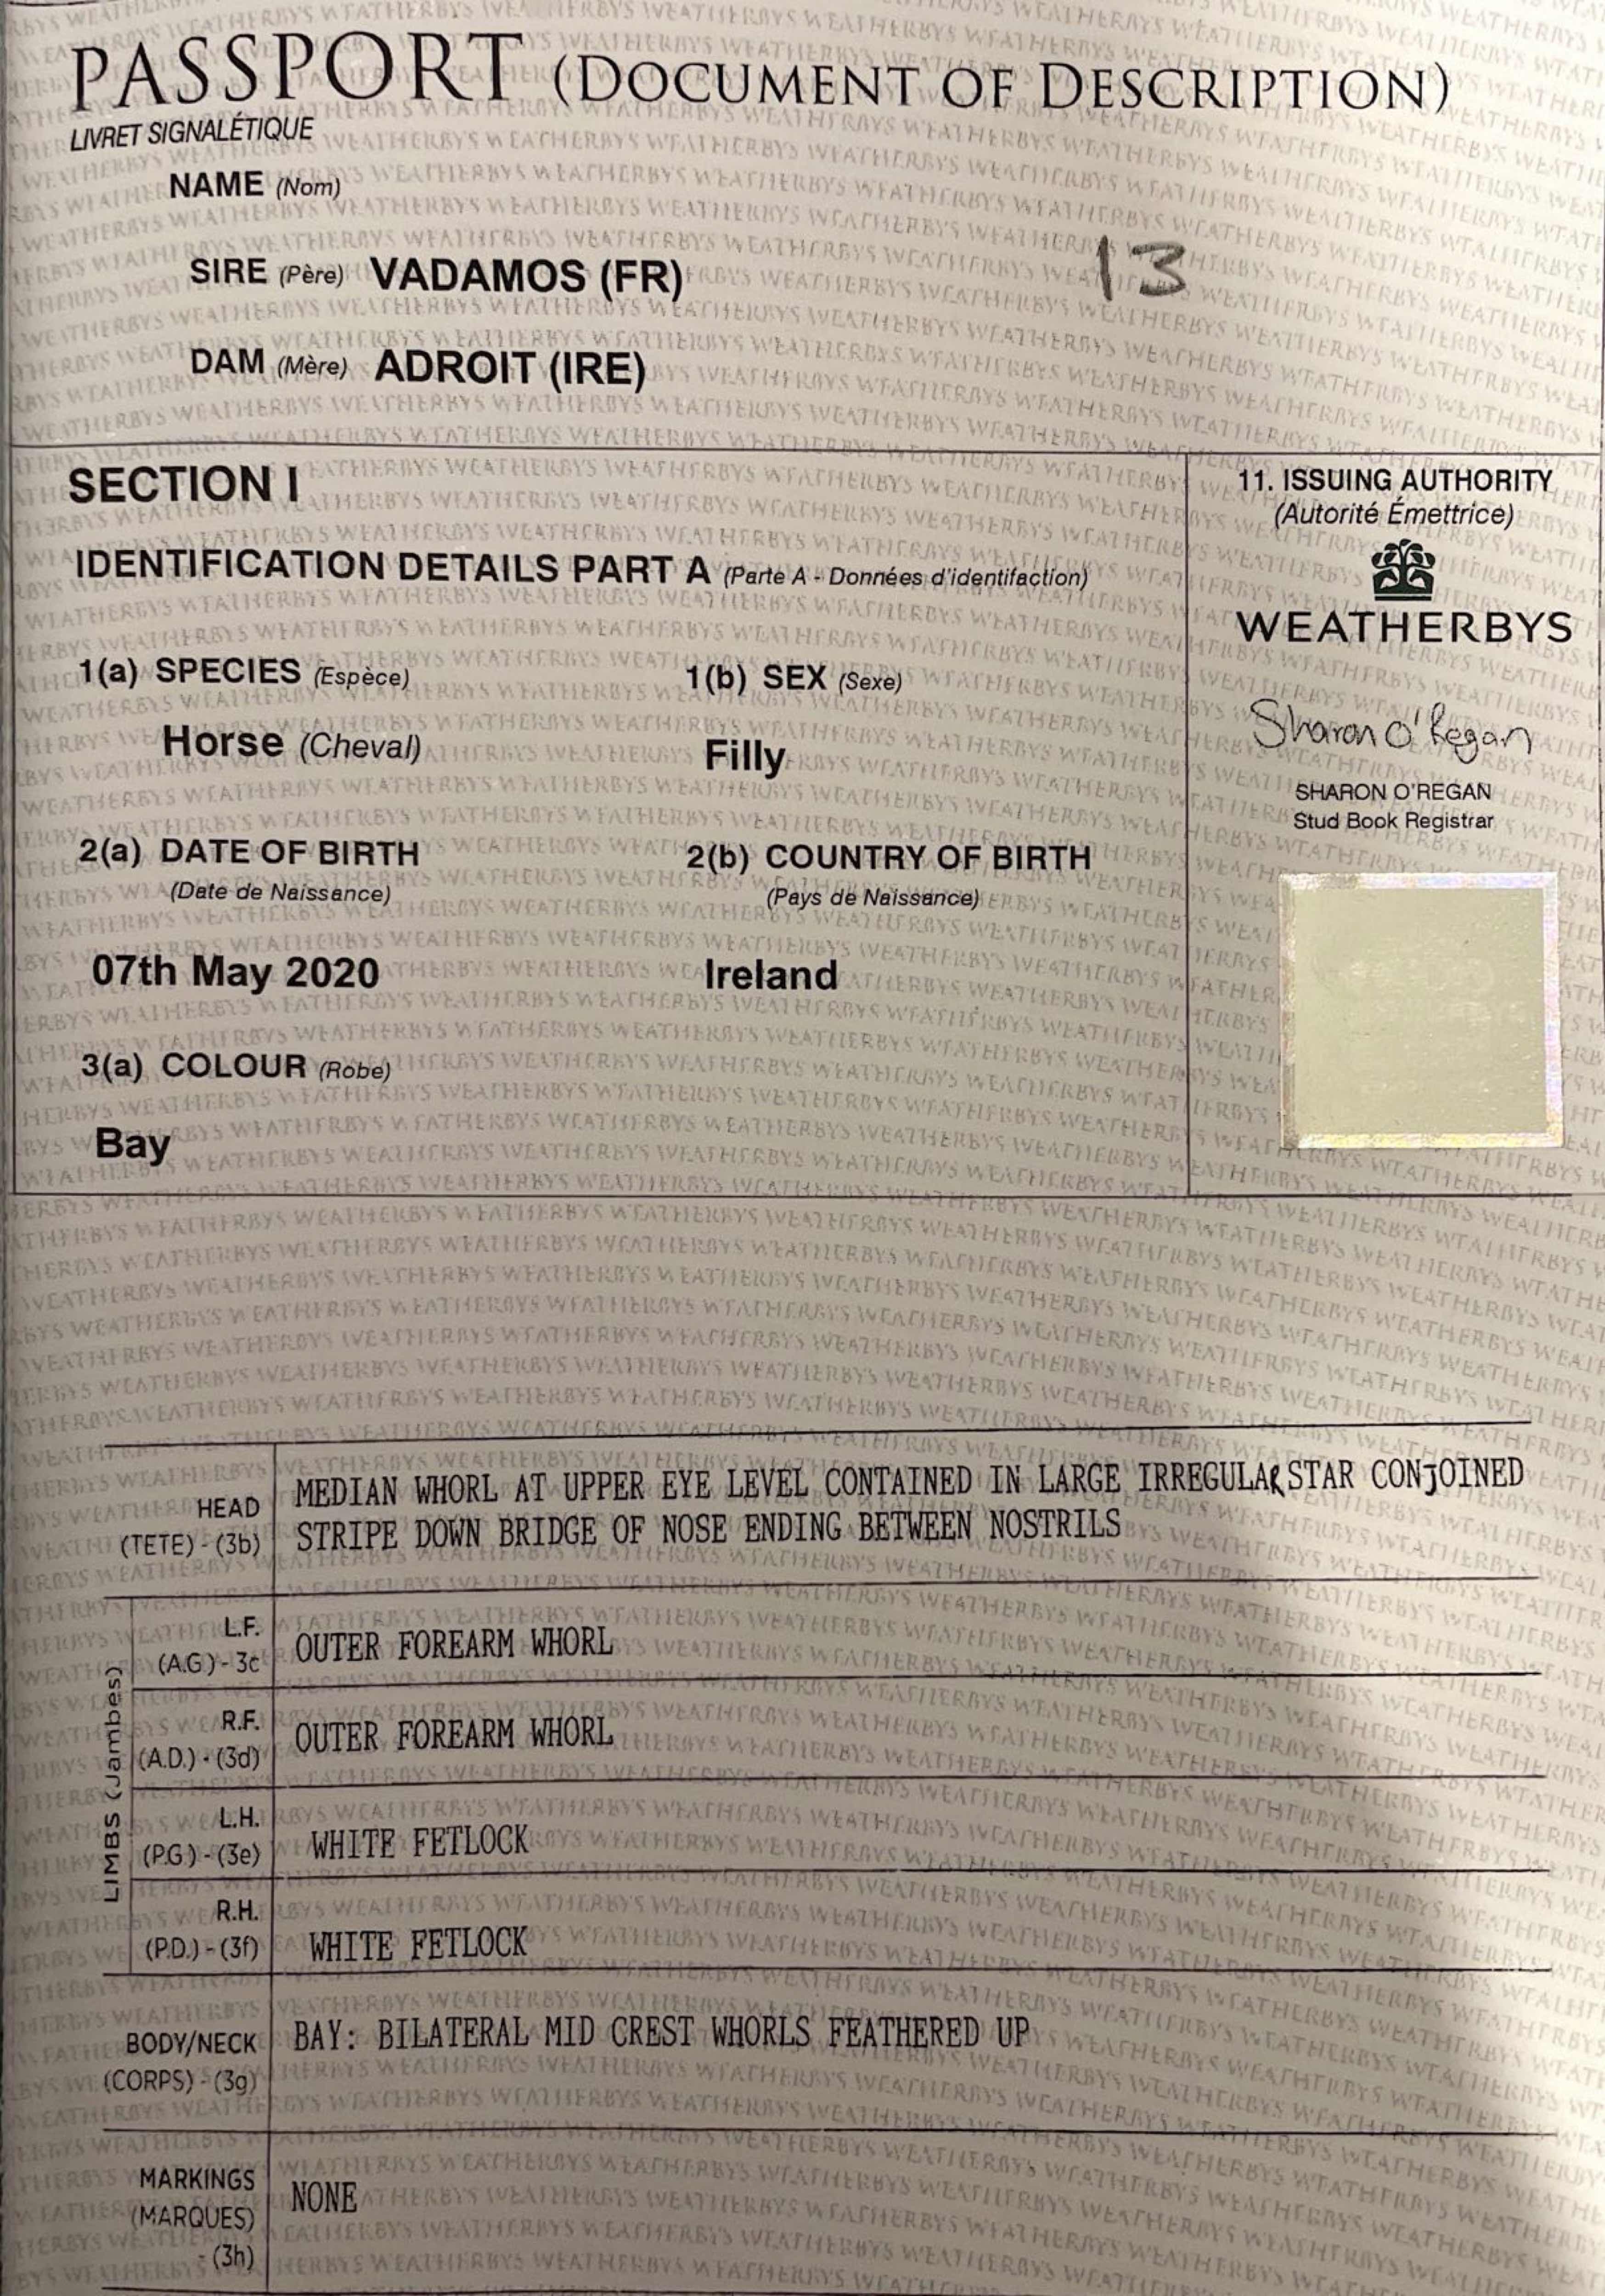 PASSPORT (DOCUMENT OF DESCRIPTION)
LIVRET SIGNALÉTIQUE
NAME (Nom)
13
SIRE (Père) VADAMOS (FR)
DAM (Mère) ADROIT (IRE)
SECTION I
IDENTIFICATION DETAILS PART A (Parte A - Données d'identifaction)
1(a) SPECIES (Espèce)
1(b) SEX (Sexe)
Horse (Cheval)
Filly
2(a) DATE OF BIRTH
(Date de Naissance)
2(b) COUNTRY OF BIRTH
(Pays de Naissance)
07th May 2020
Ireland
3(a) COLOUR (Robe)
Bay
11. ISSUING AUTHORITY
(Autorité Émettrice)
WEATHERBYS
Sharon O'Regan
SHARON O'REGAN
Stud Book Registrar
HEAD
(TETE) - (3b)
MEDIAN WHORL AT UPPER EYE LEVEL CONTAINED IN LARGE IRREGULAR STAR CONJOINED
STRIPE DOWN BRIDGE OF NOSE ENDING BETWEEN NOSTRILS
LIMBS (Jambes)
L.F.
(A.G.) - 3c
OUTER FOREARM WHORL
R.F.
(A.D.) - (3d)
OUTER FOREARM WHORL
L.H.
(P.G.) - (3e)
WHITE FETLOCK
R.H.
(P.D.) - (3f)
WHITE FETLOCK
BODY/NECK
(CORPS) - (3g)
BAY: BILATERAL MID CREST WHORLS FEATHERED UP
MARKINGS
(MARQUES)
- (3h)
NONE